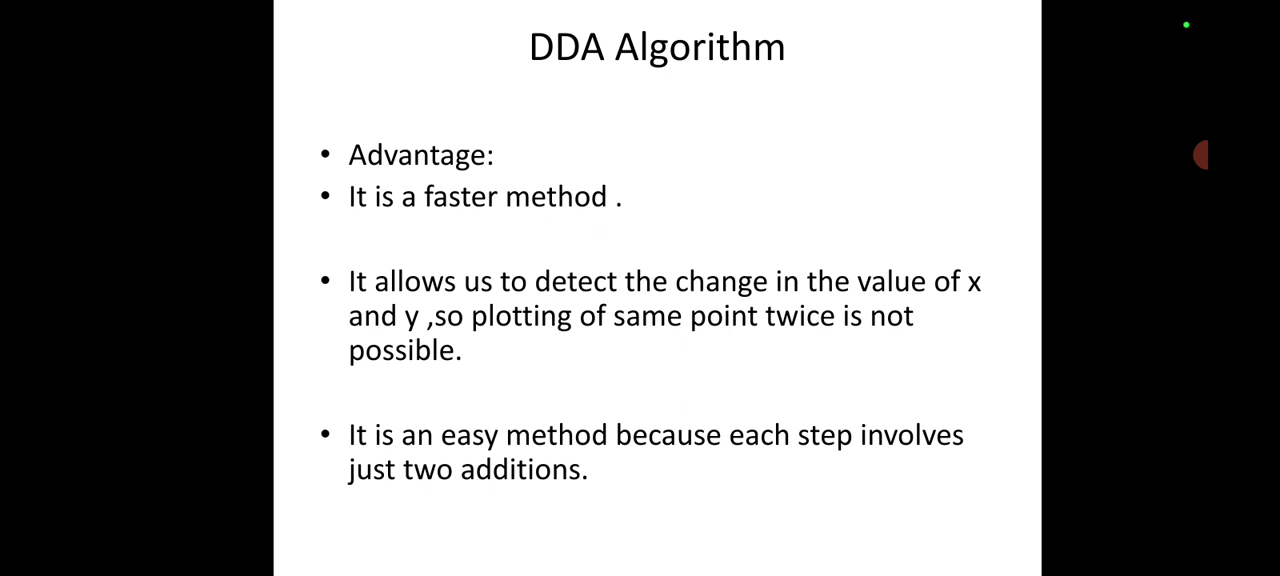 DDA Algorithm
• Advantage:
• It is a faster method .
• It allows us to detect the change in the value of x
and y ,so plotting of same point twice is not
possible.
• It is an easy method because each step involves
just two additions.